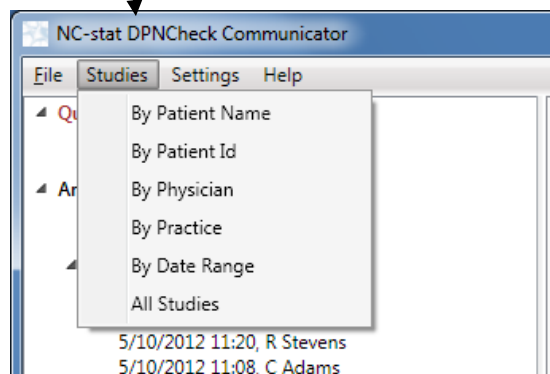 NC-stat DPNCheck Communicator
File Studies Settings Help
By Patient Name
By Patient Id
By Physician
By Practice
By Date Range
All Studies
5/10/2012 11:20, R Stevens
5/10/2012 11:08, C Adams